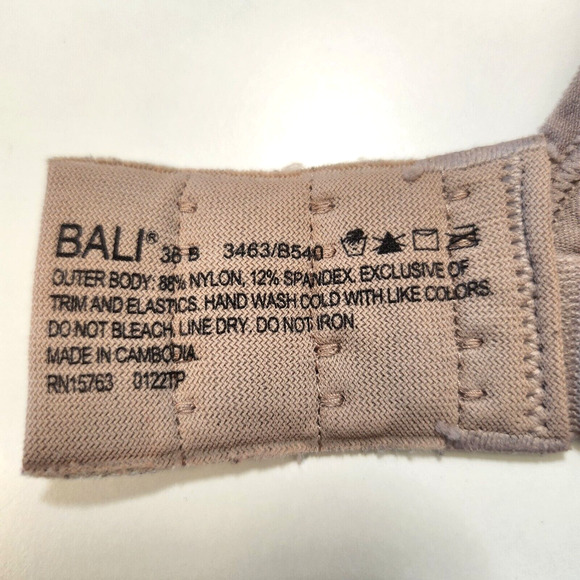 BALI® 36 B 3463/B540
OUTER BODY: 88% NYLON, 12% SPANDEX, EXCLUSIVE OF
TRIM AND ELASTICS. HAND WASH COLD WITH LIKE COLORS.
DO NOT BLEACH. LINE DRY. DO NOT IRON.
MADE IN CAMBODIA.
RN15763 0122TP